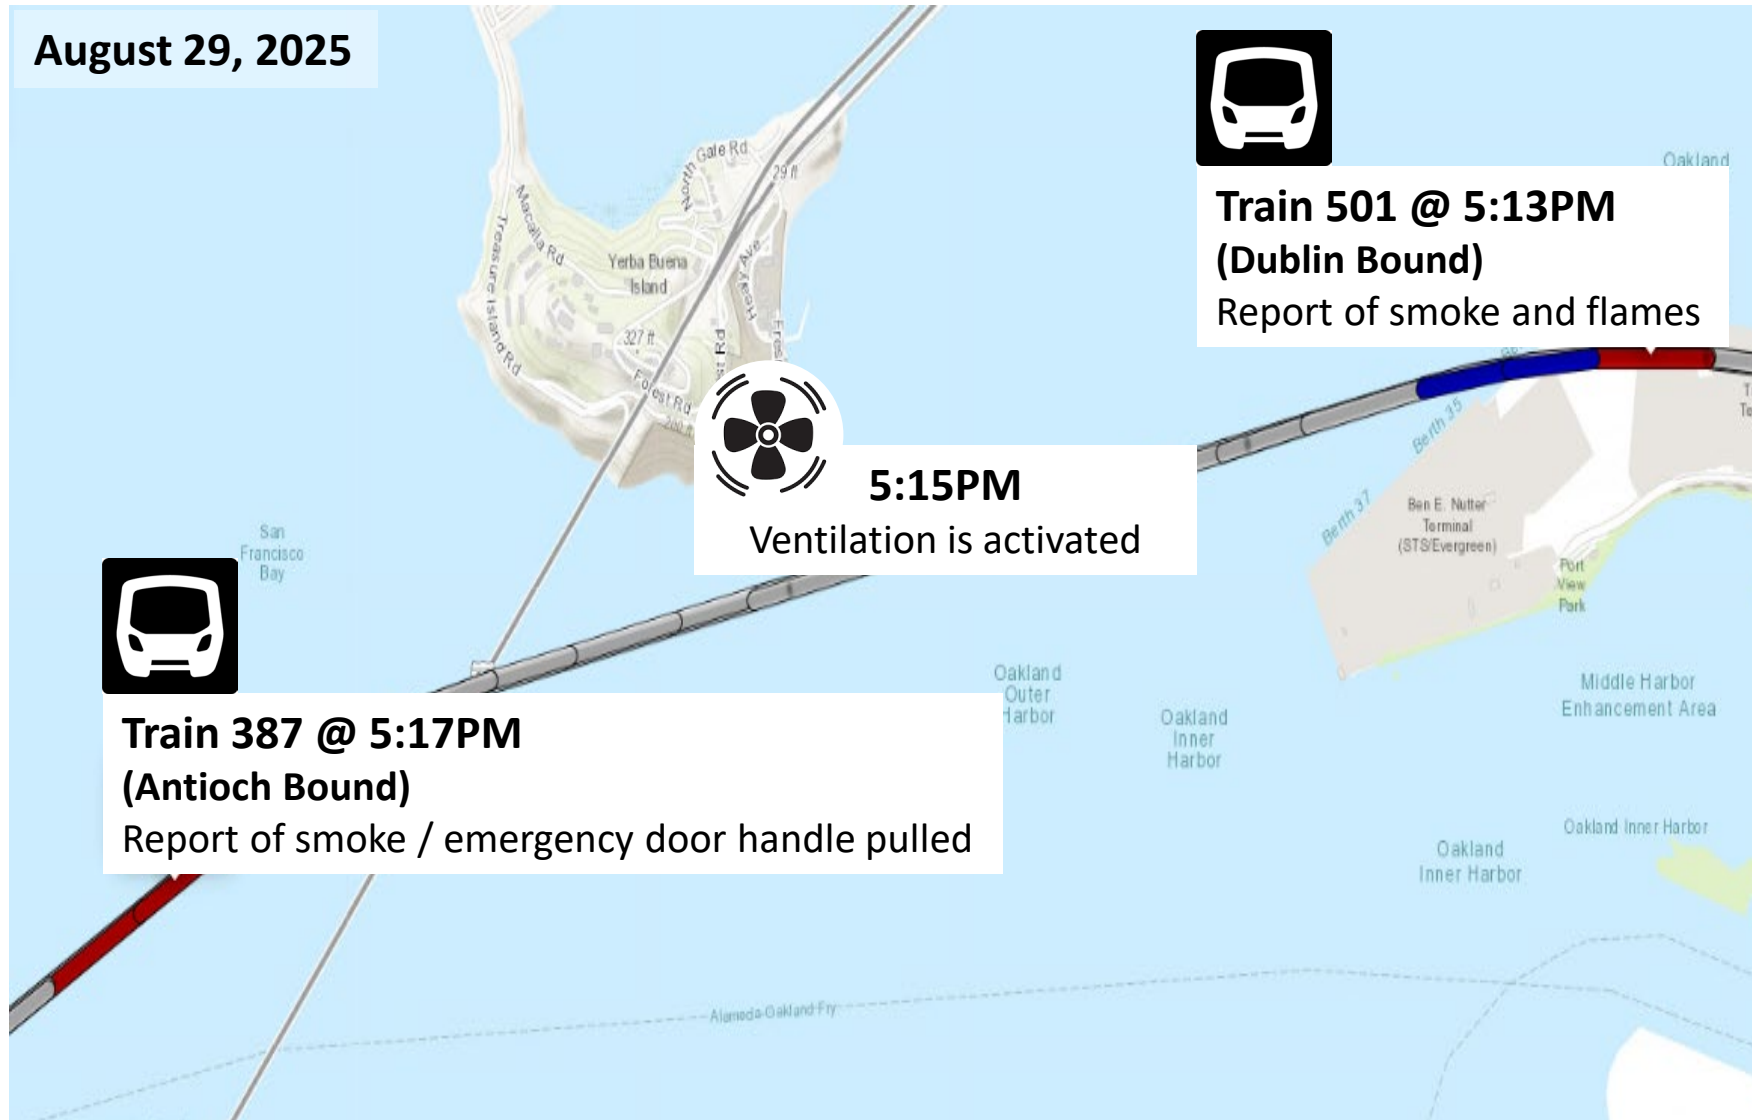 August 29, 2025
Train 501 @ 5:13PM
(Dublin Bound)
Report of smoke and flames
5:15PM
Ventilation is activated
Train 387 @ 5:17PM
(Antioch Bound)
Report of smoke / emergency door handle pulled
Oakland
North Gate Rd
29 ft
Macalla Rd
Treasure Island Rd
Yerba Buena
Island
Healy Ave
327 ft
Forest Rd
Rd
San
Francisco
Bay
Berth 35
Berth 37
Ben E. Nutter
Terminal
(STS/Evergreen)
Port
View
Park
Oakland
Outer
Harbor
Oakland
Inner
Harbor
Middle Harbor
Enhancement Area
Oakland Inner Harbor
Oakland
Inner Harbor
Alameda-Oakland Fry